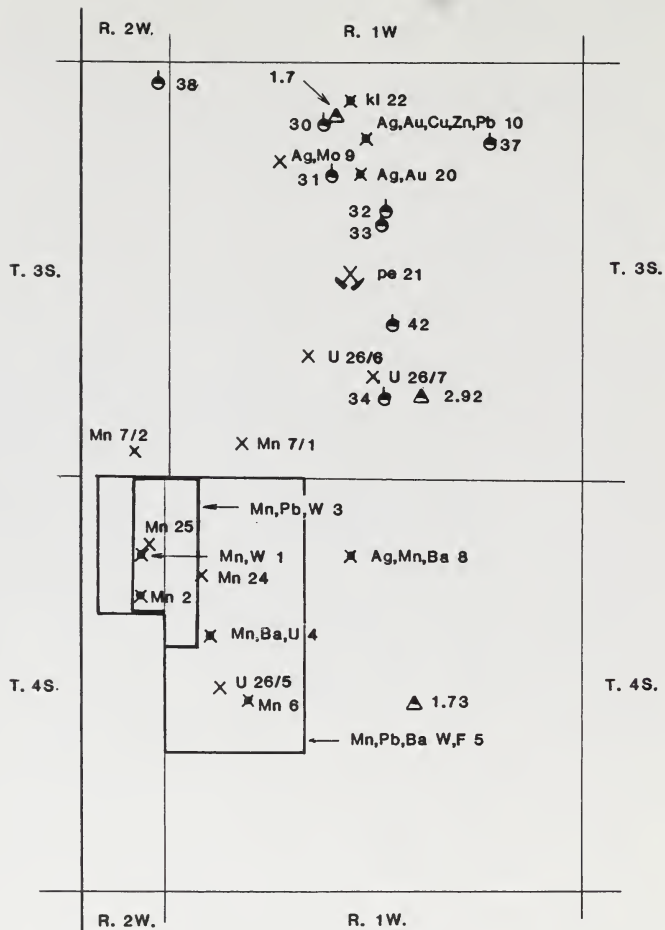 R. 2W. R. 1W
38
1.7
kl 22
30
Ag,Au,Cu,Zn,Pb 10
37
Ag,Mo 9
31
Ag,Au 20
32
33
T. 3S. pe 21 T. 3S.
42
U 26/6
U 26/7
34
2.92
Mn 7/2
Mn 7/1
Mn,Pb,W 3
Mn 25
Mn,W 1
Ag,Mn,Ba 8
Mn 24
Mn 2
Mn,Ba,U 4
T. 4S. U 26/5 T. 4S.
Mn 6
1.73
Mn,Pb,Ba W,F 5
R. 2W. R. 1W.